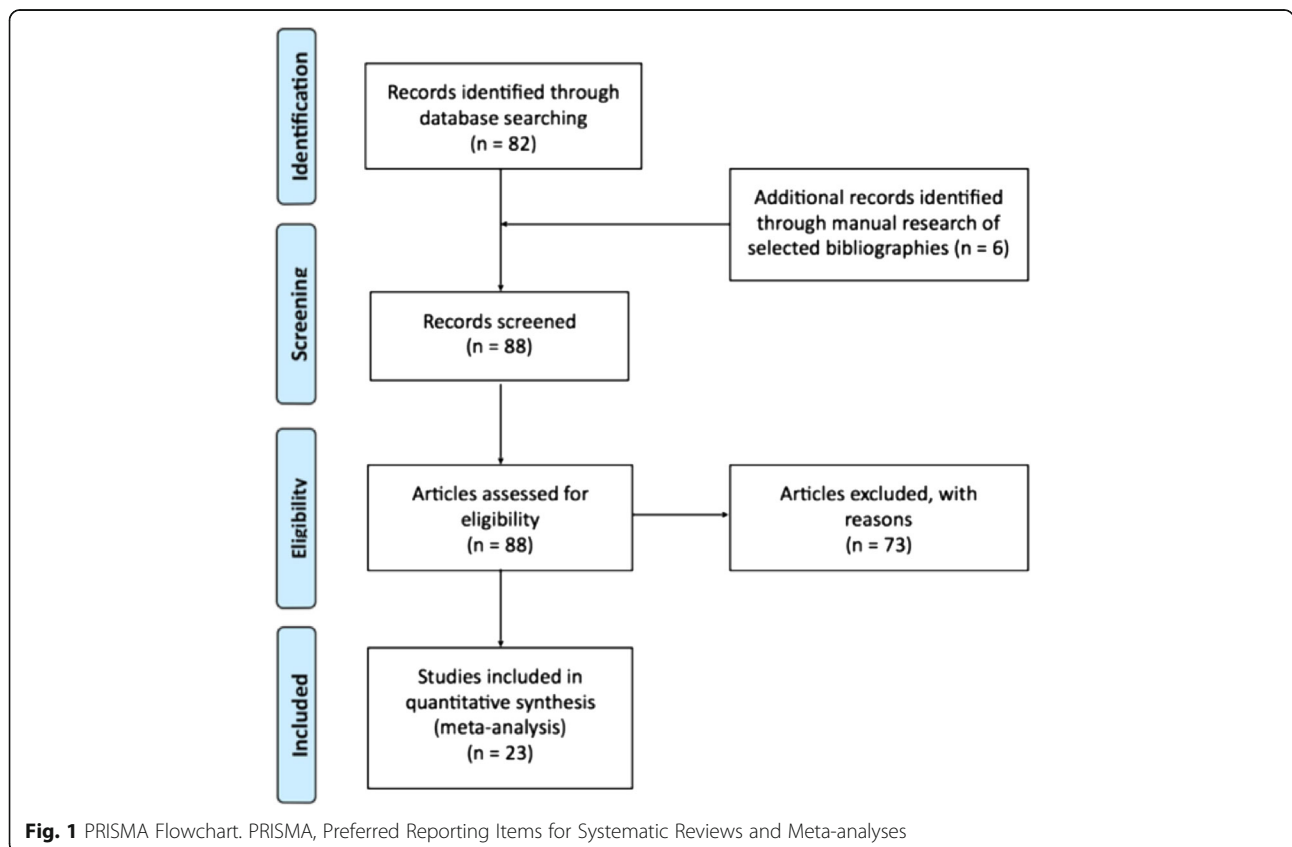 Identification
Records identified through
database searching
(n = 82)
Additional records identified
through manual research of
selected bibliographies (n = 6)
Screening
Records screened
(n = 88)
Eligibility
Articles assessed for
eligibility
(n = 88)
Articles excluded, with
reasons
(n = 73)
Included
Studies included in
quantitative synthesis
(meta-analysis)
(n = 23)
Fig. 1 PRISMA Flowchart. PRISMA, Preferred Reporting Items for Systematic Reviews and Meta-analyses